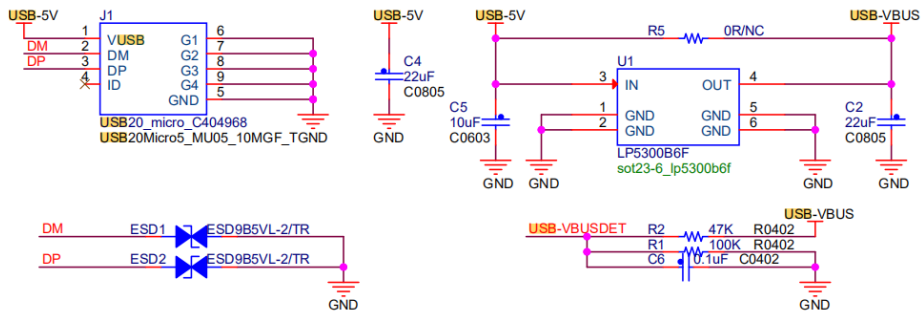 J1
USB-5V
1
VUSB
G1
6
DM
2
DM
G2
7
DP
3
DP
G3
8
4
ID
G4
9
GND
5
USB20_micro_C404968
USB20Micro5_MU05_10MGF_TGND
GND
USB-5V
C4
22uF
C0805
GND
USB-5V
R5
0R/NC
USB-VBUS
U1
3
IN
OUT
4
1
GND
GND
5
2
GND
GND
6
LP5300B6F
sot23-6_lp5300b6f
C5
10uF
C0603
GND
GND
GND
C2
22uF
C0805
GND
DM
ESD1
ESD9B5VL-2/TR
DP
ESD2
ESD9B5VL-2/TR
GND
USB-VBUS
USB-VBUSDET
R2
47K
R0402
R1
100K
R0402
C6
0.1uF
C0402
GND